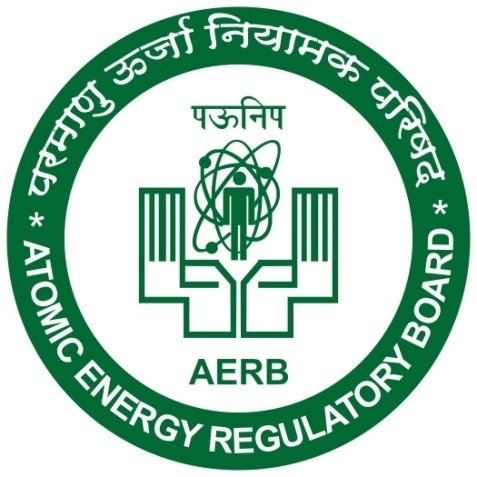 परमाणु ऊर्जा नियामक परिषद
पऊनिप
AERB
* ATOMIC ENERGY REGULATORY BOARD *